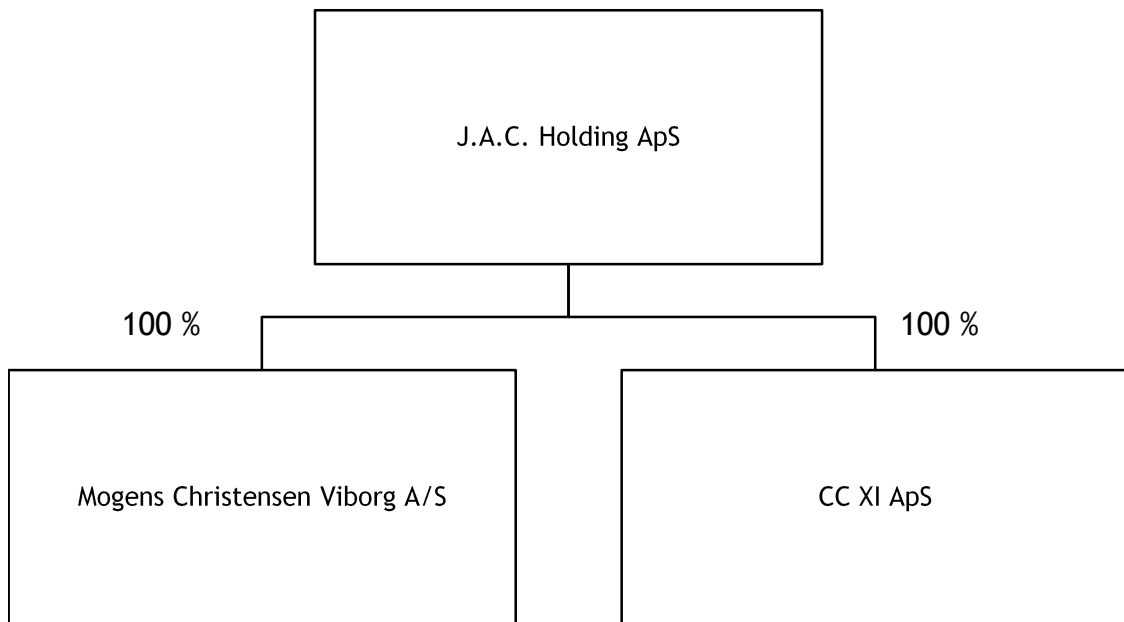 J.A.C. Holding ApS
100 %
100 %
Mogens Christensen Viborg A/S
CC XI ApS